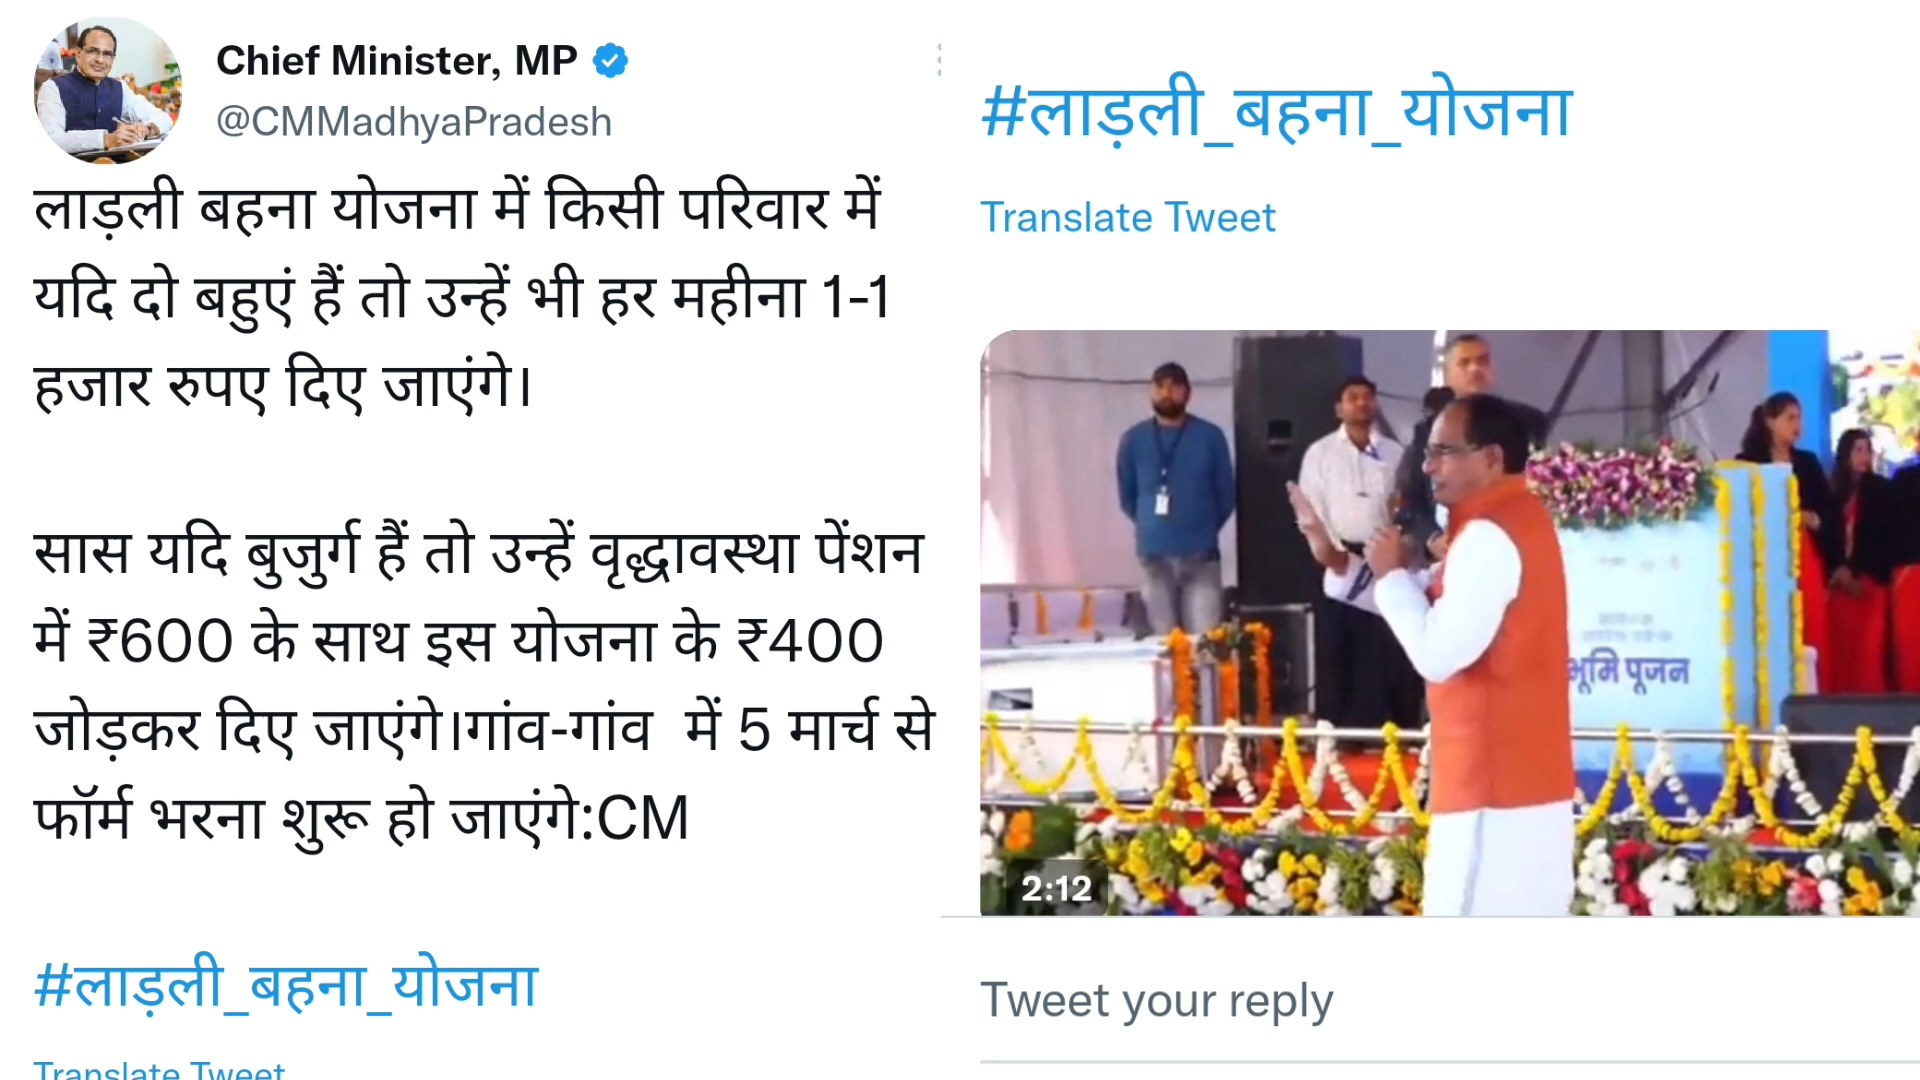 Chief Minister, MP
@CMMadhyaPradesh
लाड़ली बहना योजना में किसी परिवार में
यदि दो बहुएं हैं तो उन्हें भी हर महीना 1-1
हजार रुपए दिए जाएंगे।
सास यदि बुजुर्ग हैं तो उन्हें वृद्धावस्था पेंशन
में ₹600 के साथ इस योजना के ₹400
जोड़कर दिए जाएंगे।गांव-गांव में 5 मार्च से
फॉर्म भरना शुरू हो जाएंगे:CM
#लाड़ली_बहना_योजना
Translate Tweet
#लाड़ली_बहना_योजना
Translate Tweet
भूमि पूजन
2:12
Tweet your reply